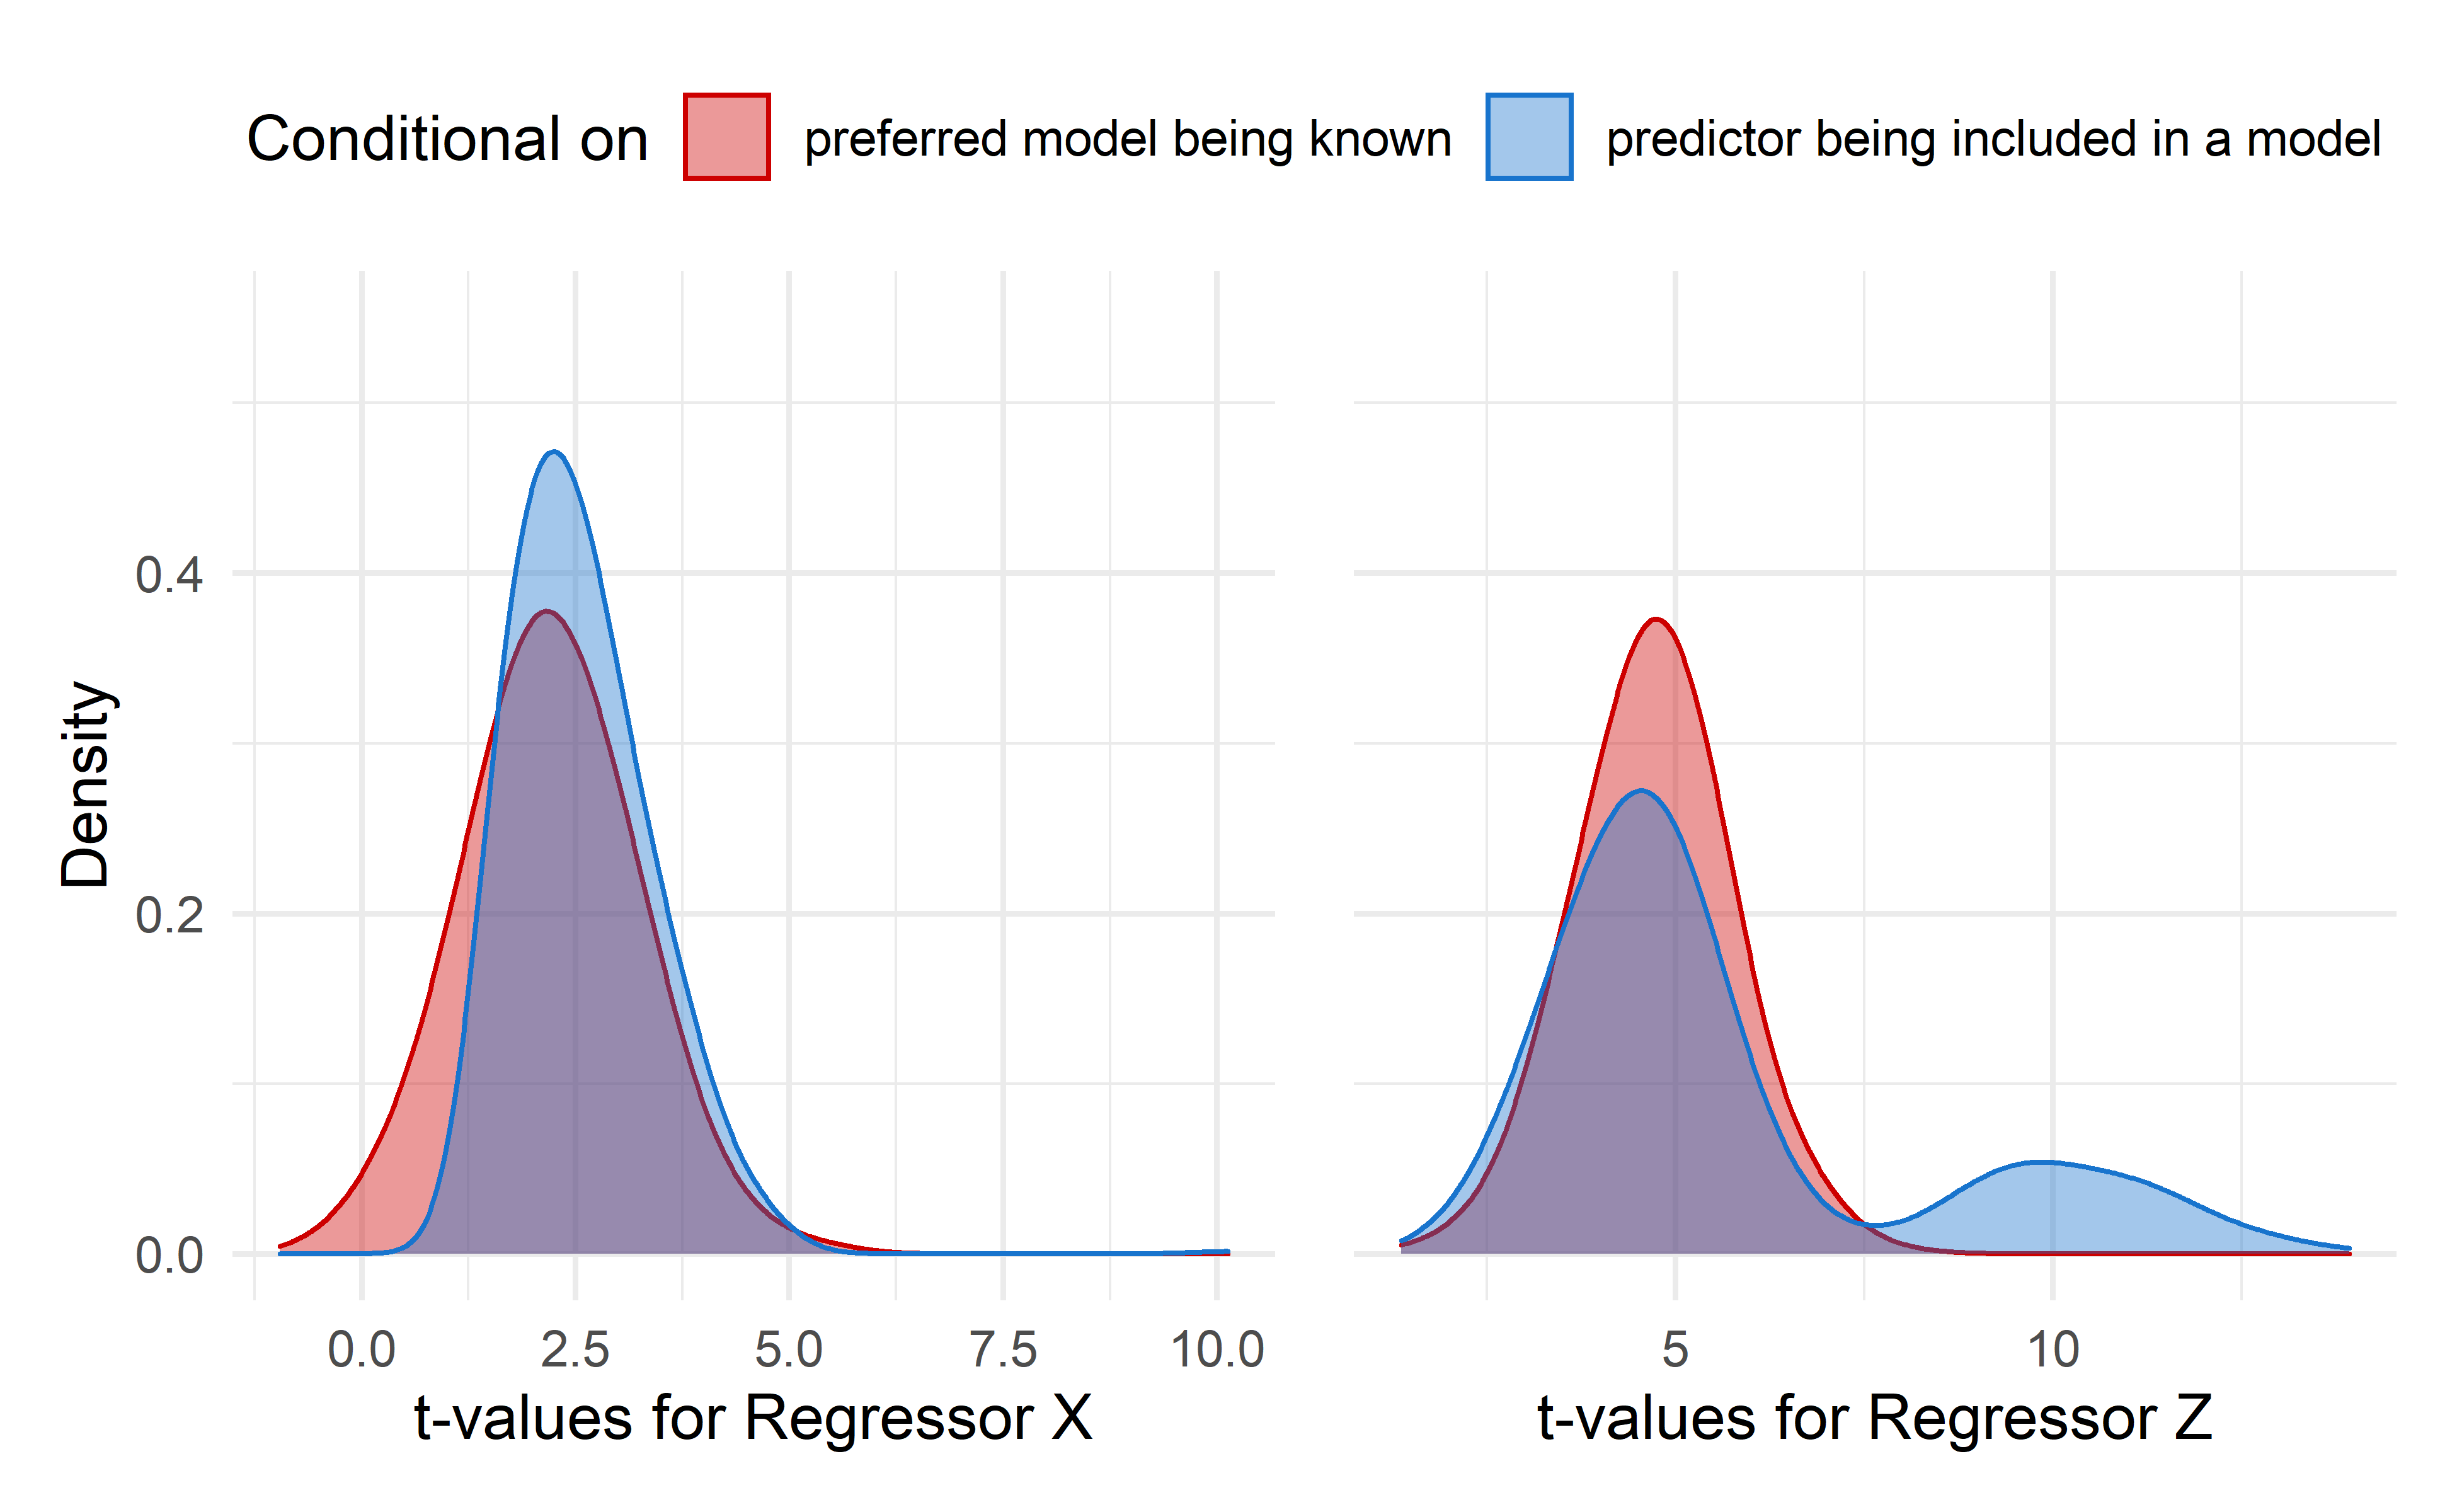 Conditional on preferred model being known predictor being included in a model
Density
0.4
0.2
0.0
0.0 2.5 5.0 7.5 10.0
5 10
t-values for Regressor X
t-values for Regressor Z